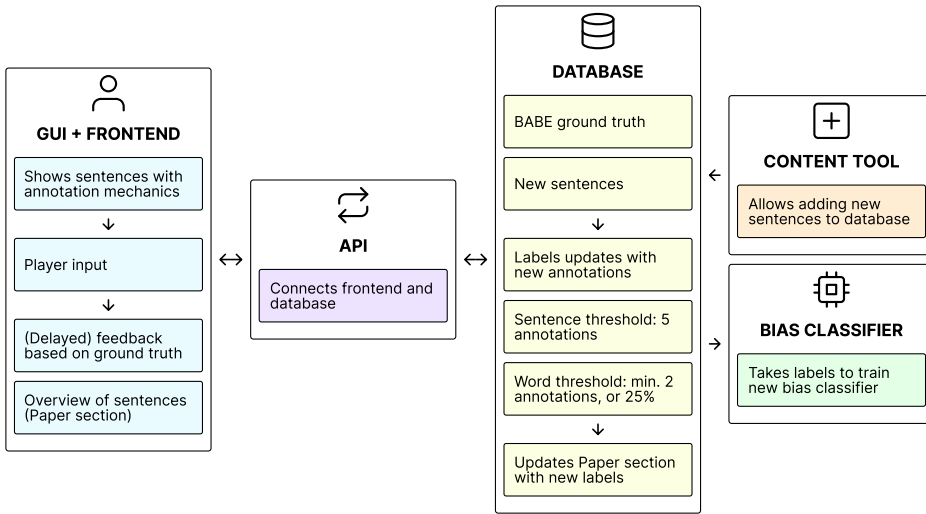 GUI + FRONTEND
Shows sentences with
annotation mechanics
Player input
(Delayed) feedback
based on ground truth
Overview of sentences
(Paper section)
API
Connects frontend and
database
DATABASE
BABE ground truth
New sentences
Labels updates with
new annotations
Sentence threshold: 5
annotations
Word threshold: min. 2
annotations, or 25%
Updates Paper section
with new labels
CONTENT TOOL
Allows adding new
sentences to database
BIAS CLASSIFIER
Takes labels to train
new bias classifier